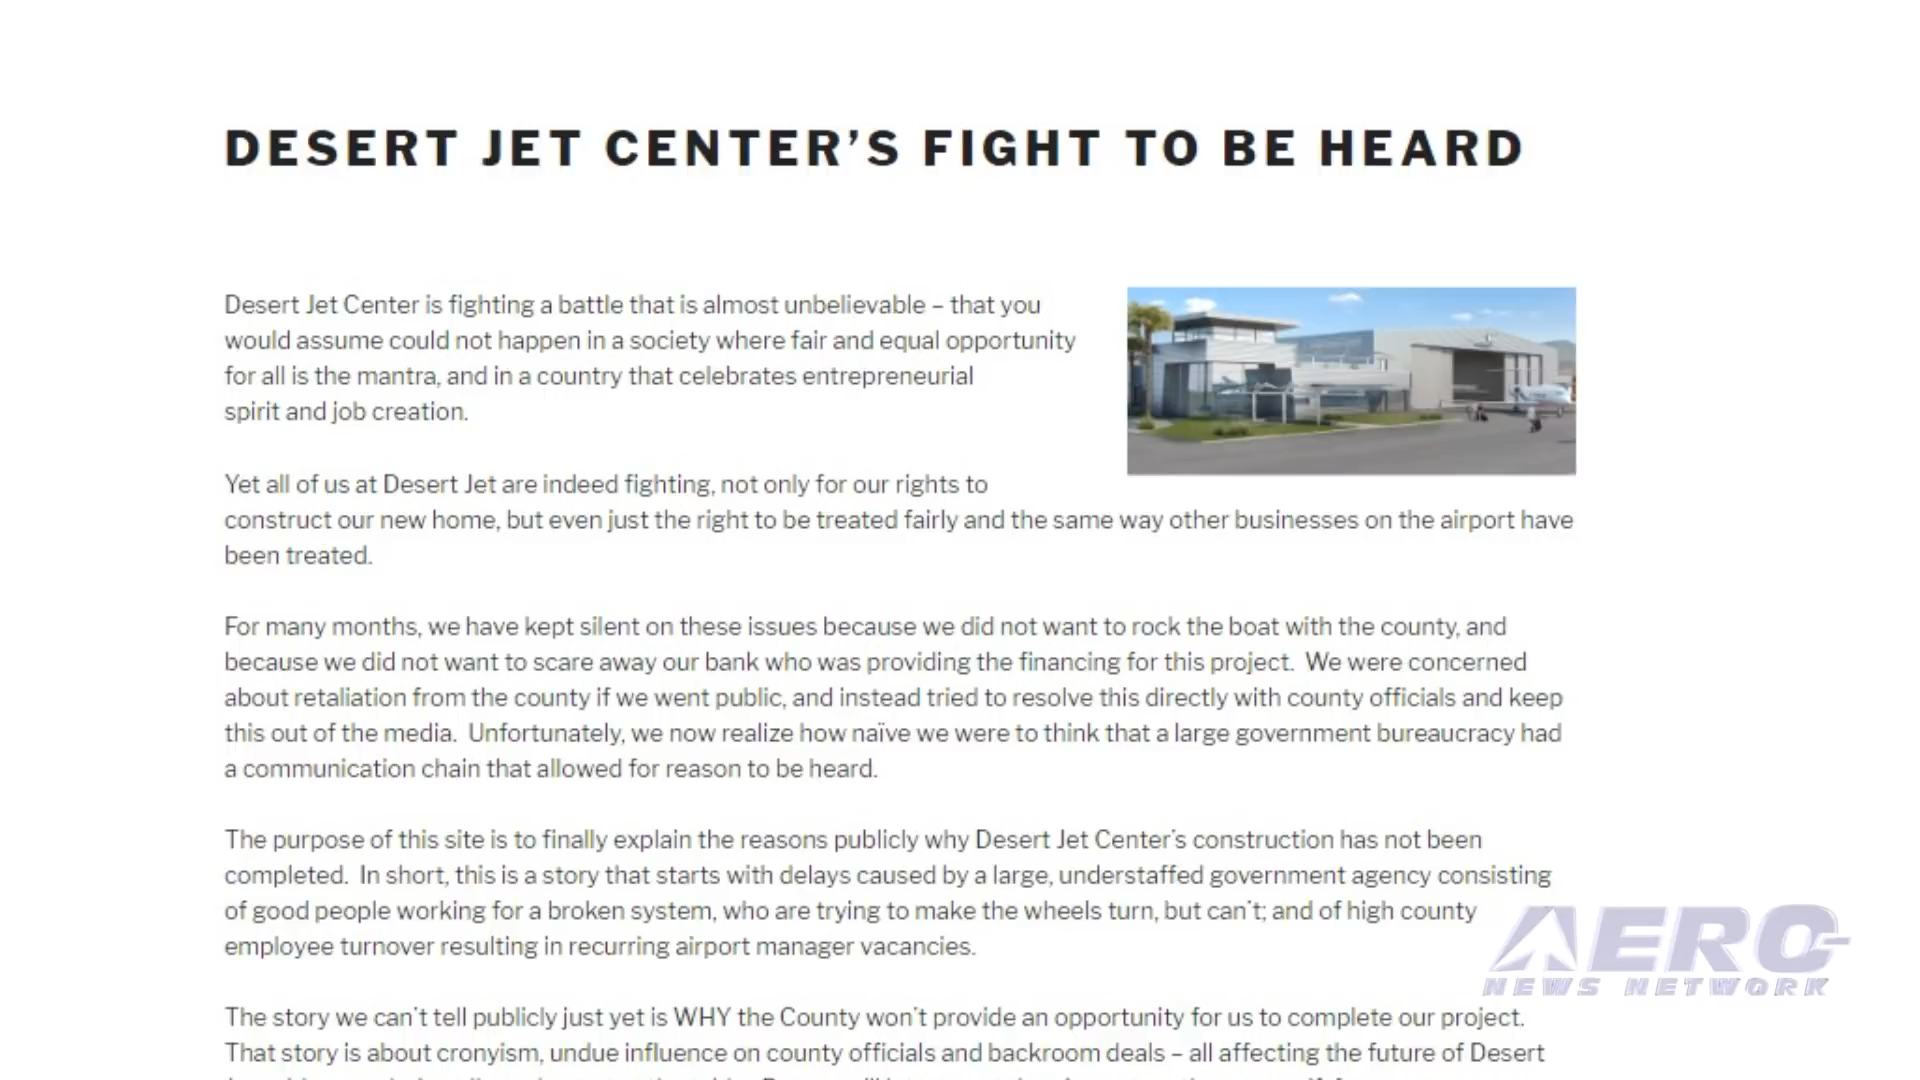 DESERT JET CENTER’S FIGHT TO BE HEARD
Desert Jet Center is fighting a battle that is almost unbelievable – that you
would assume could not happen in a society where fair and equal opportunity
for all is the mantra, and in a country that celebrates entrepreneurial
spirit and job creation.
Yet all of us at Desert Jet are indeed fighting, not only for our rights to
construct our new home, but even just the right to be treated fairly and the same way other businesses on the airport have
been treated.
For many months, we have kept silent on these issues because we did not want to rock the boat with the county, and
because we did not want to scare away our bank who was providing the financing for this project.  We were concerned
about retaliation from the county if we went public, and instead tried to resolve this directly with county officials and keep
this out of the media.  Unfortunately, we now realize how naïve we were to think that a large government bureaucracy had
a communication chain that allowed for reason to be heard.
The purpose of this site is to finally explain the reasons publicly why Desert Jet Center’s construction has not been
completed.  In short, this is a story that starts with delays caused by a large, understaffed government agency consisting
of good people working for a broken system, who are trying to make the wheels turn, but can’t; and of high county
employee turnover resulting in recurring airport manager vacancies.
The story we can’t tell publicly just yet is WHY the County won’t provide an opportunity for us to complete our project.
That story is about cronyism, undue influence on county officials and backroom deals – all affecting the future of Desert
AERO-
NEWS NETWORK